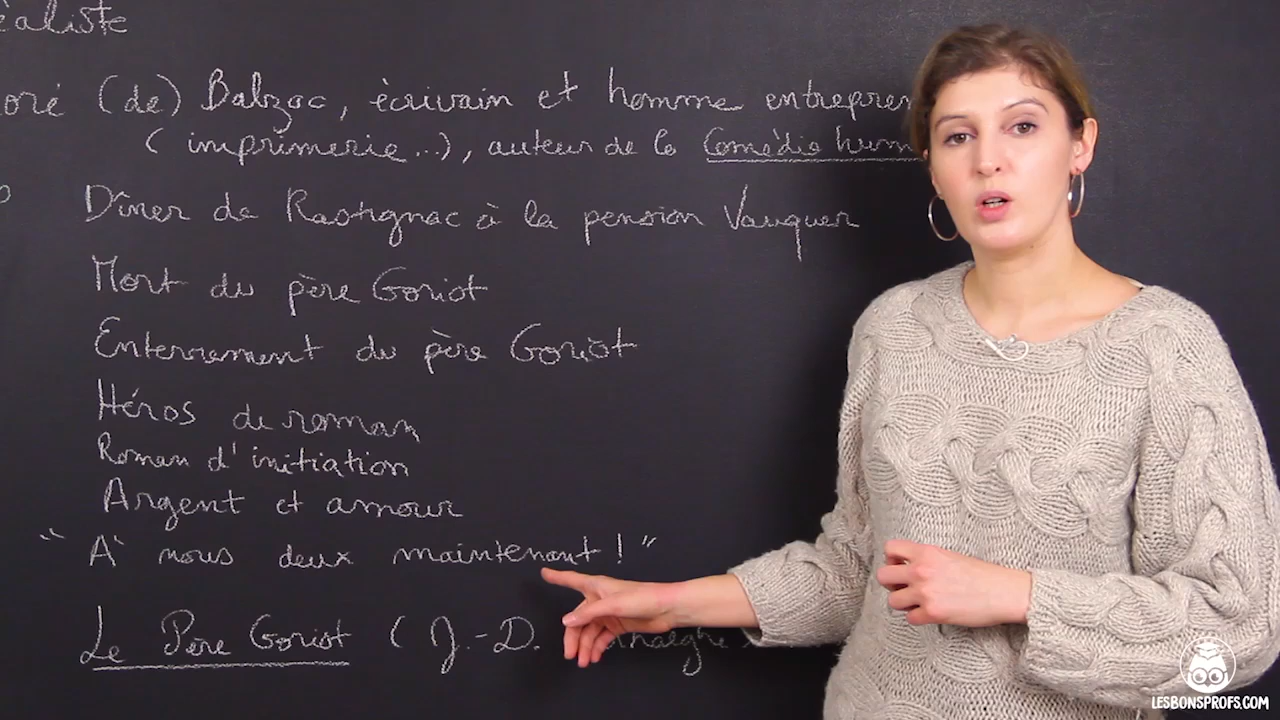 éaliste
oré (de) Balzac, écrivain et homme entrepren
(imprimerie...), auteur de la Comédie hum
Dîner de Rastignac à la pension Vauquer
Mort du père Goriot
Enterrement du père Goriot
Héros de roman
Roman d'initiation
Argent et amour
"A nous deux maintenant !"
Le Père Goriot (J.-D.
LESBONSPROFS.COM